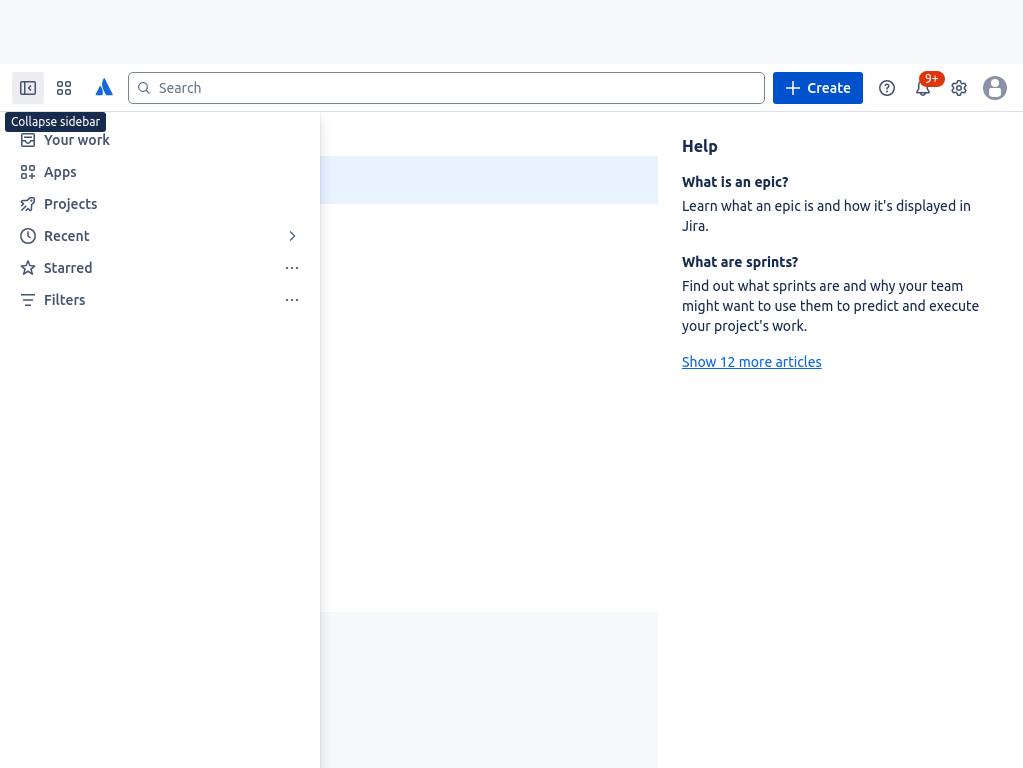 Search
Create
9+
Collapse sidebar
Your work
Apps
Projects
Recent
Starred
Filters
Help
What is an epic?
Learn what an epic is and how it's displayed in
Jira.
What are sprints?
Find out what sprints are and why your team
might want to use them to predict and execute
your project's work.
Show 12 more articles